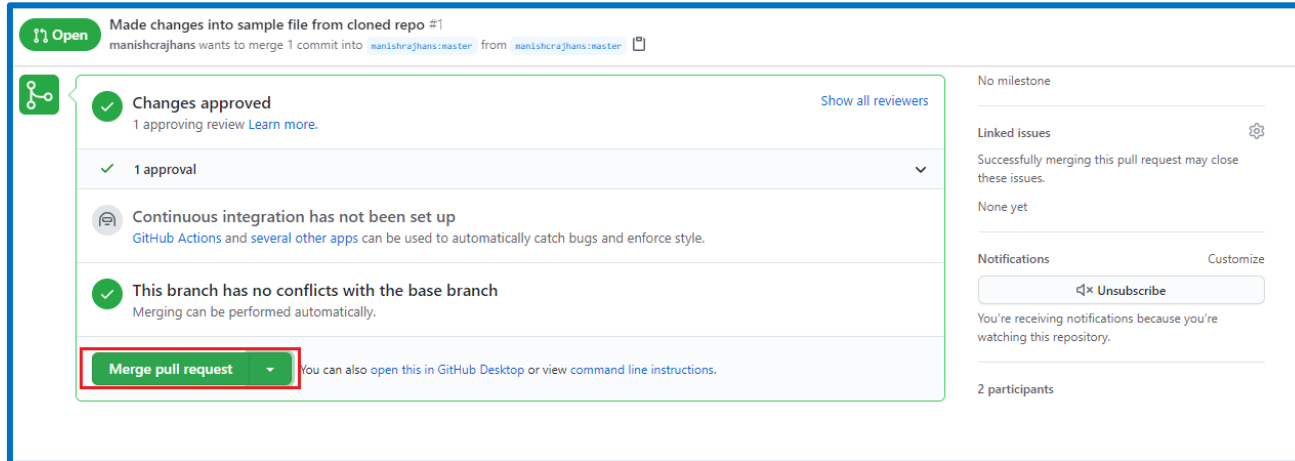 Open
Made changes into sample file from cloned repo #1
manishcrajhans wants to merge 1 commit into manishrajhans:master from manishcrajhans:master
Changes approved
Show all reviewers
1 approving review Learn more.
1 approval
Continuous integration has not been set up
GitHub Actions and several other apps can be used to automatically catch bugs and enforce style.
This branch has no conflicts with the base branch
Merging can be performed automatically.
Merge pull request
You can also open this in GitHub Desktop or view command line instructions.
No milestone
Linked issues
Successfully merging this pull request may close
these issues.
None yet
Notifications
Customize
Unsubscribe
You're receiving notifications because you're
watching this repository.
2 participants